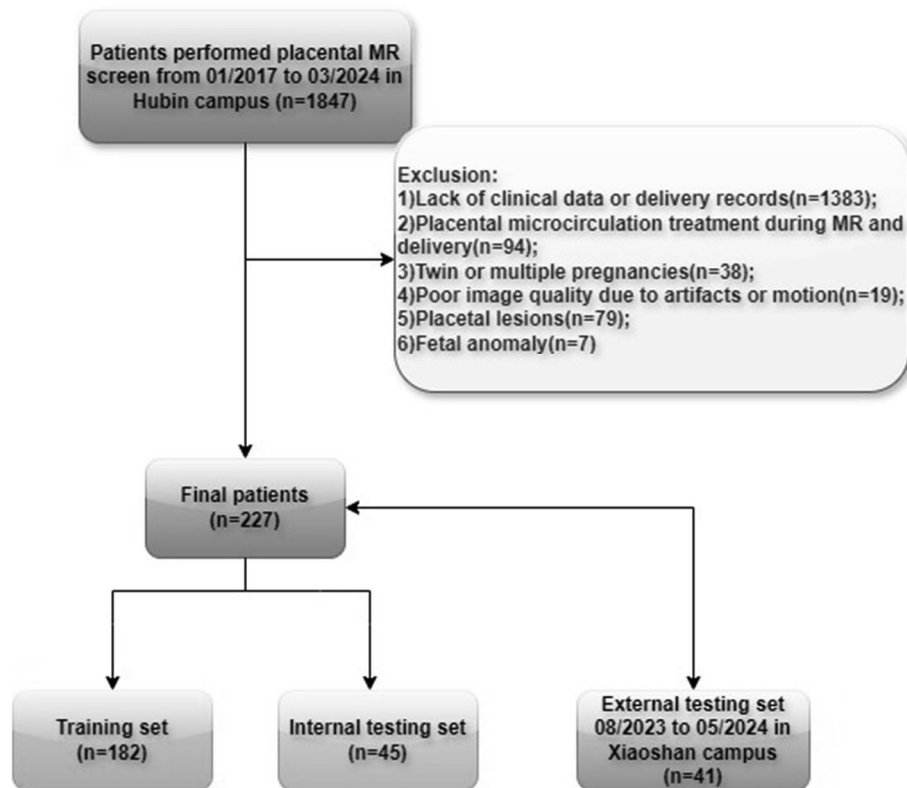 Patients performed placental MR
screen from 01/2017 to 03/2024 in
Hubin campus (n=1847)
Exclusion:
1)Lack of clinical data or delivery records(n=1383);
2)Placental microcirculation treatment during MR and
delivery(n=94);
3)Twin or multiple pregnancies(n=38);
4)Poor image quality due to artifacts or motion(n=19);
5)Placetal lesions(n=79);
6)Fetal anomaly(n=7)
Final patients
(n=227)
Training set
(n=182)
Internal testing set
(n=45)
External testing set
08/2023 to 05/2024 in
Xiaoshan campus
(n=41)